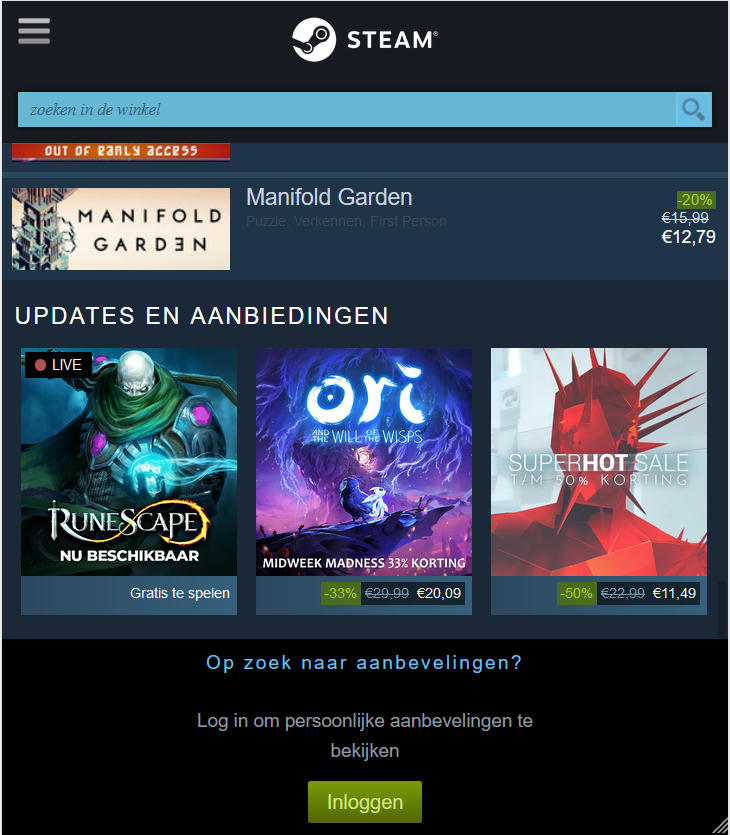 STEAM®
zoeken in de winkel
OUT OF EARLY ACCESS
MANIFOLD
GARDEN
Manifold Garden
Puzzle, Verkennen, First Person
-20%
€15,99
€12,79
UPDATES EN AANBIEDINGEN
LIVE
RUNESCAPE
NU BESCHIKBAAR
Gratis te spelen
ori
AND THE WILL OF THE WISPS
MIDWEEK MADNESS 33% KORTING
-33% €29,99 €20,09
SUPERHOT SALE
T/M 50% KORTING
-50% €22,99 €11,49
Op zoek naar aanbevelingen?
Log in om persoonlijke aanbevelingen te
bekijken
Inloggen